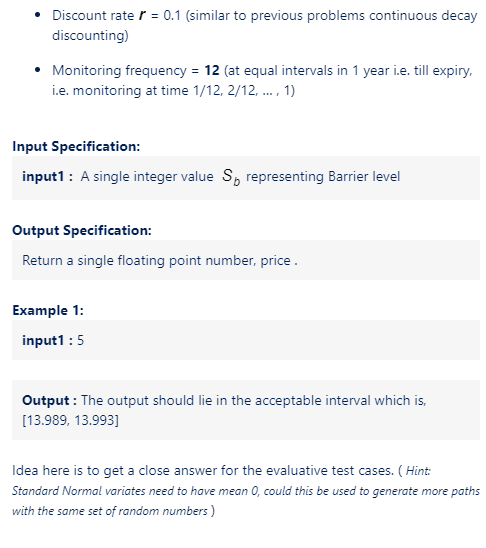 • Discount rate r = 0.1 (similar to previous problems continuous decay
discounting)
• Monitoring frequency = 12 (at equal intervals in 1 year i.e. till expiry,
i.e. monitoring at time 1/12, 2/12, ... , 1)
Input Specification:
input1 : A single integer value S_b representing Barrier level
Output Specification:
Return a single floating point number, price .
Example 1:
input1 : 5
Output : The output should lie in the acceptable interval which is,
[13.989, 13.993]
Idea here is to get a close answer for the evaluative test cases. ( Hint:
Standard Normal variates need to have mean 0, could this be used to generate more paths
with the same set of random numbers )